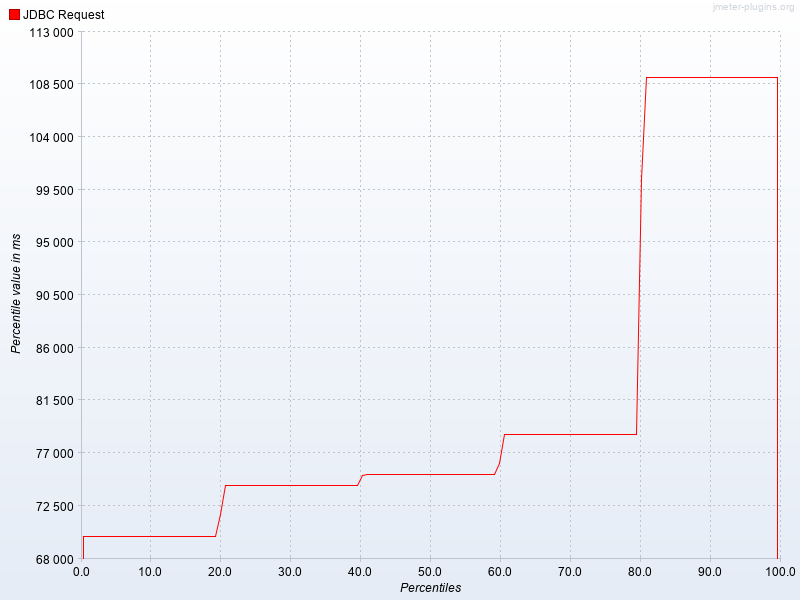 jmeter-plugins.org
JDBC Request
113 000
108 500
104 000
99 500
95 000
90 500
86 000
81 500
77 000
72 500
68 000
Percentile value in ms
0.0 10.0 20.0 30.0 40.0 50.0 60.0 70.0 80.0 90.0 100.0
Percentiles